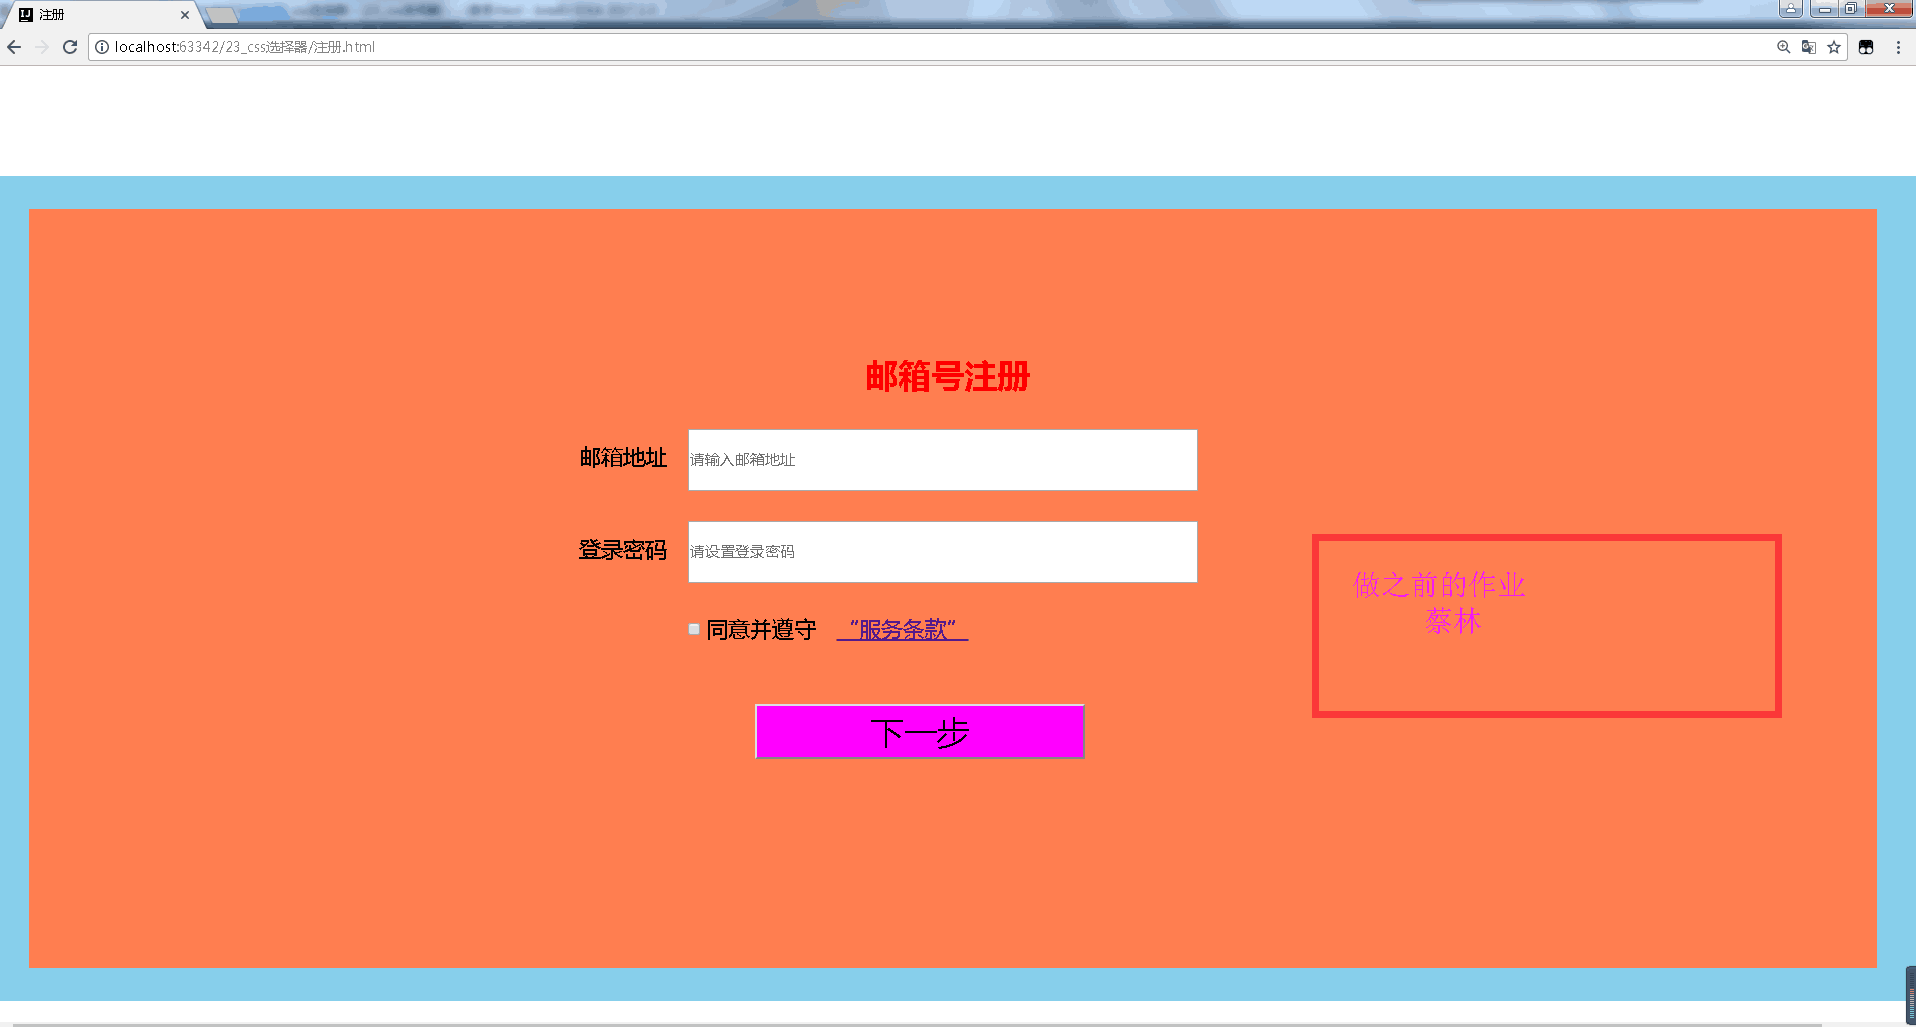 注册
localhost:63342/23_css选择器/注册.html
邮箱号注册
邮箱地址 请输入邮箱地址
登录密码 请设置登录密码
同意并遵守 “服务条款”
做之前的作业
蔡林
下一步